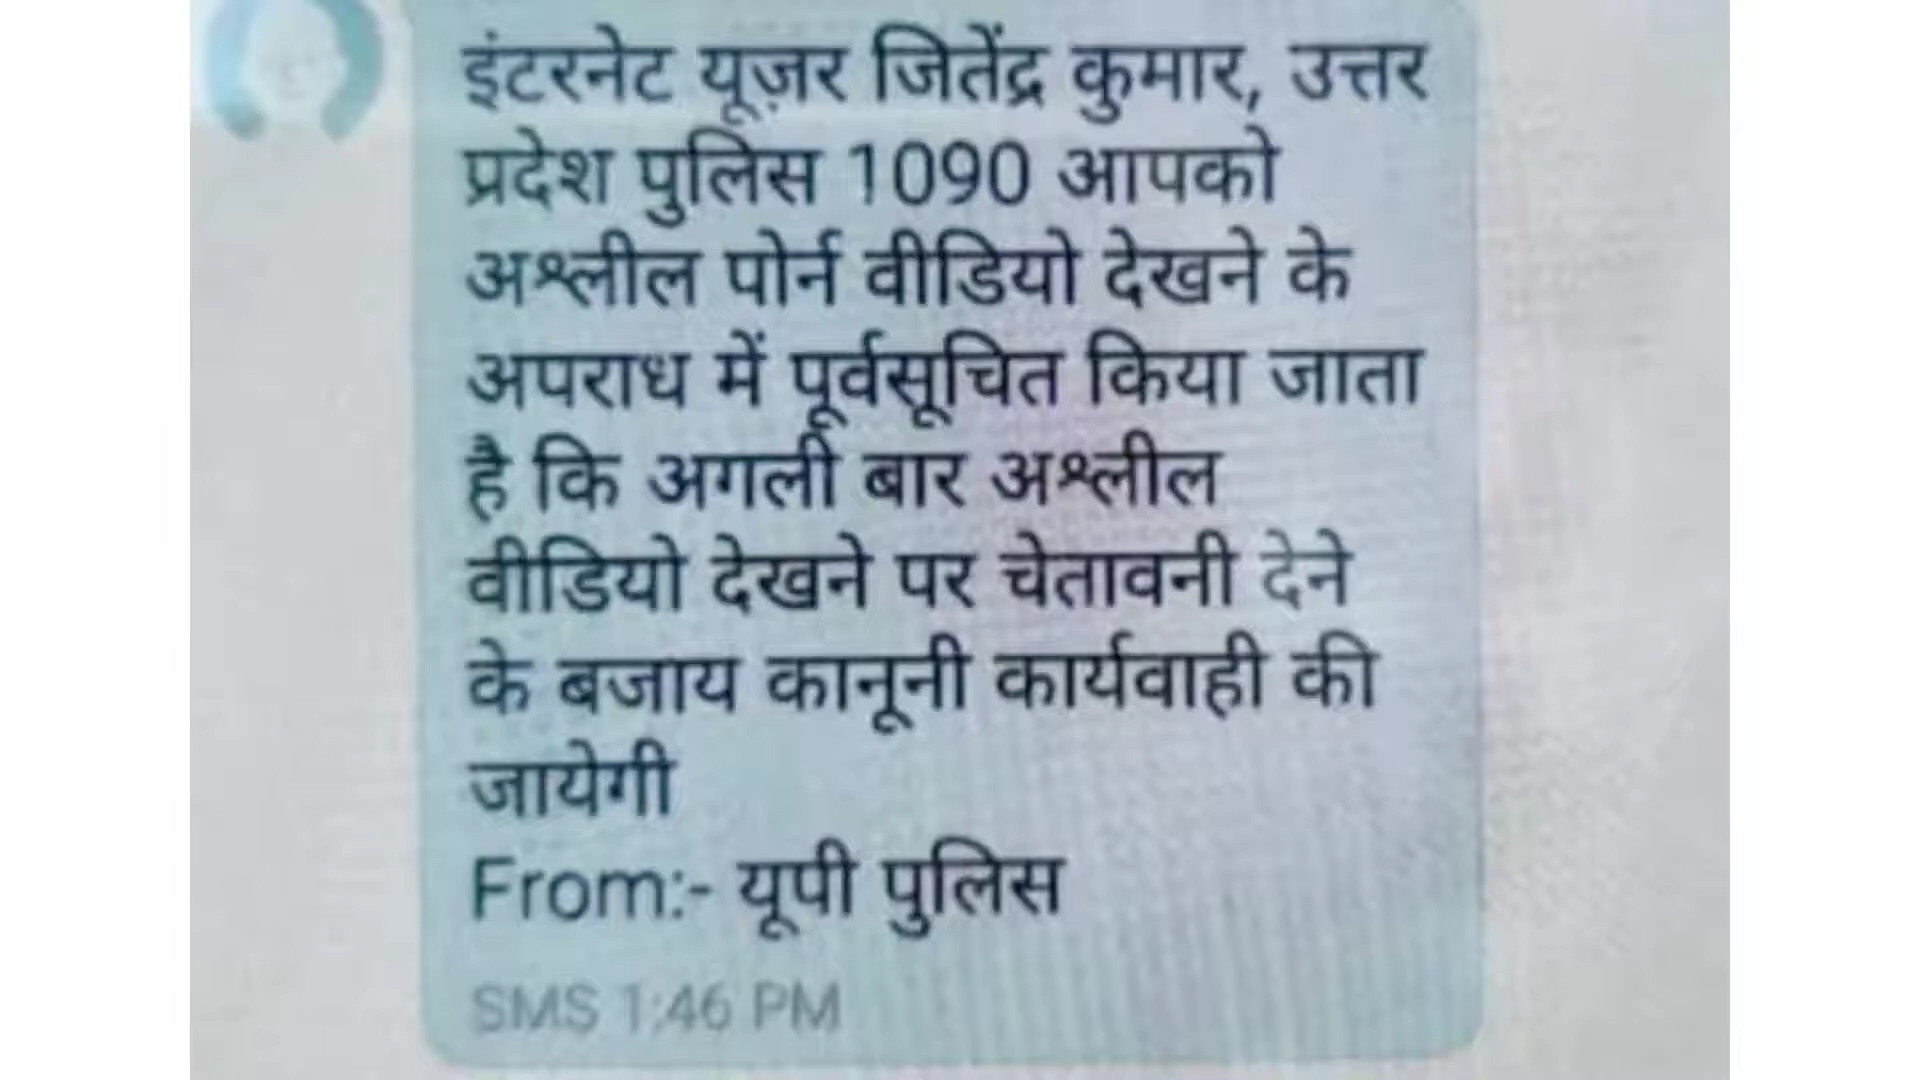 इंटरनेट यूज़र जितेंद्र कुमार, उत्तर
प्रदेश पुलिस 1090 आपको
अश्लील पोर्न वीडियो देखने के
अपराध में पूर्वसूचित किया जाता
है कि अगली बार अश्लील
वीडियो देखने पर चेतावनी देने
के बजाय कानूनी कार्यवाही की
जायेगी
From:- यूपी पुलिस
SMS 1:46 PM